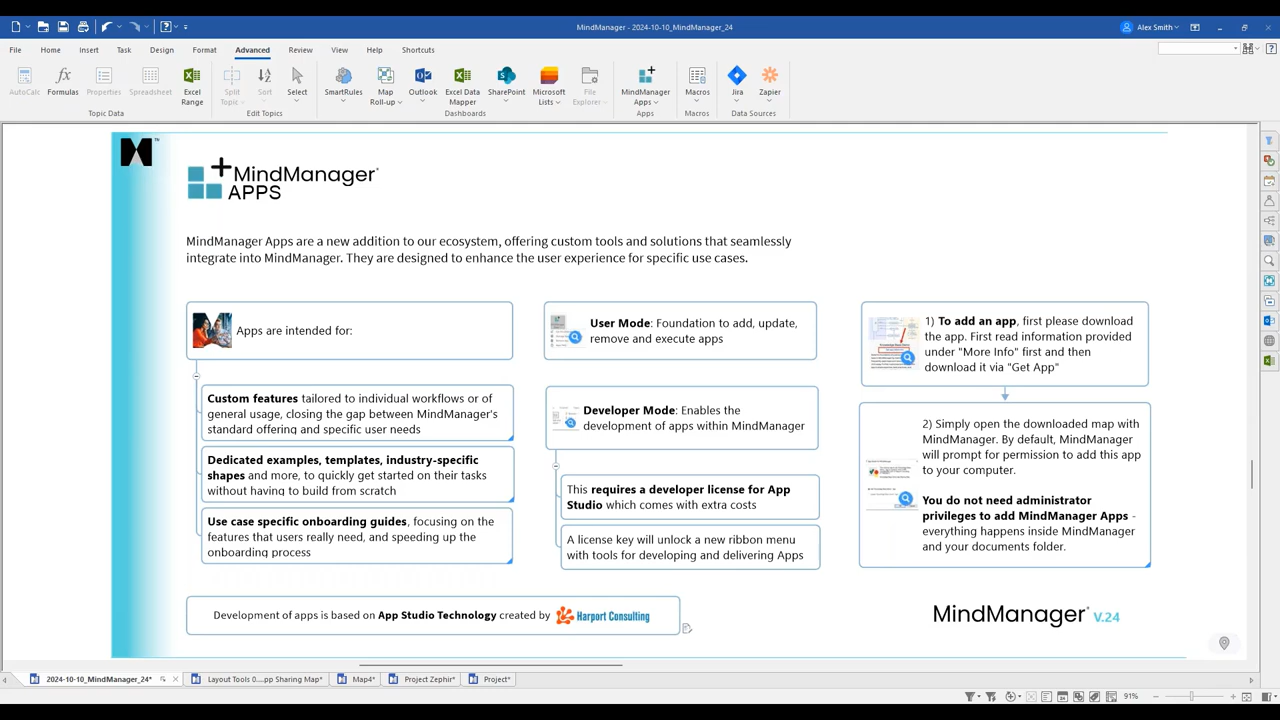 MindManager - 2024-10-10_MindManager_24
Alex Smith
File Home Insert Task Design Format Advanced Review View Help Shortcuts
AutoCalc Formulas Properties Spreadsheet Excel Range
Topic Data
Split Topic Sort Select
Edit Topics
SmartRules Map Roll-up Outlook Excel Data Mapper SharePoint Microsoft Lists File Explorer
Dashboards
MindManager Apps
Apps
Macros
Macros
Jira Zapier
Data Sources
+MindManager®
APPS
MindManager Apps are a new addition to our ecosystem, offering custom tools and solutions that seamlessly
integrate into MindManager. They are designed to enhance the user experience for specific use cases.
Apps are intended for:
Custom features tailored to individual workflows or of
general usage, closing the gap between MindManager's
standard offering and specific user needs
Dedicated examples, templates, industry-specific
shapes and more, to quickly get started on their tasks
without having to build from scratch
Use case specific onboarding guides, focusing on the
features that users really need, and speeding up the
onboarding process
User Mode: Foundation to add, update,
remove and execute apps
Developer Mode: Enables the
development of apps within MindManager
This requires a developer license for App
Studio which comes with extra costs
A license key will unlock a new ribbon menu
with tools for developing and delivering Apps
1) To add an app, first please download
the app. First read information provided
under "More Info" first and then
download it via "Get App"
2) Simply open the downloaded map with
MindManager. By default, MindManager
will prompt for permission to add this app
to your computer.
You do not need administrator
privileges to add MindManager Apps -
everything happens inside MindManager
and your documents folder.
Development of apps is based on App Studio Technology created by Harport Consulting
MindManager® V.24
2024-10-10_MindManager_24* Layout Tools 0....pp Sharing Map* Map4* Project Zephir* Project*
91%